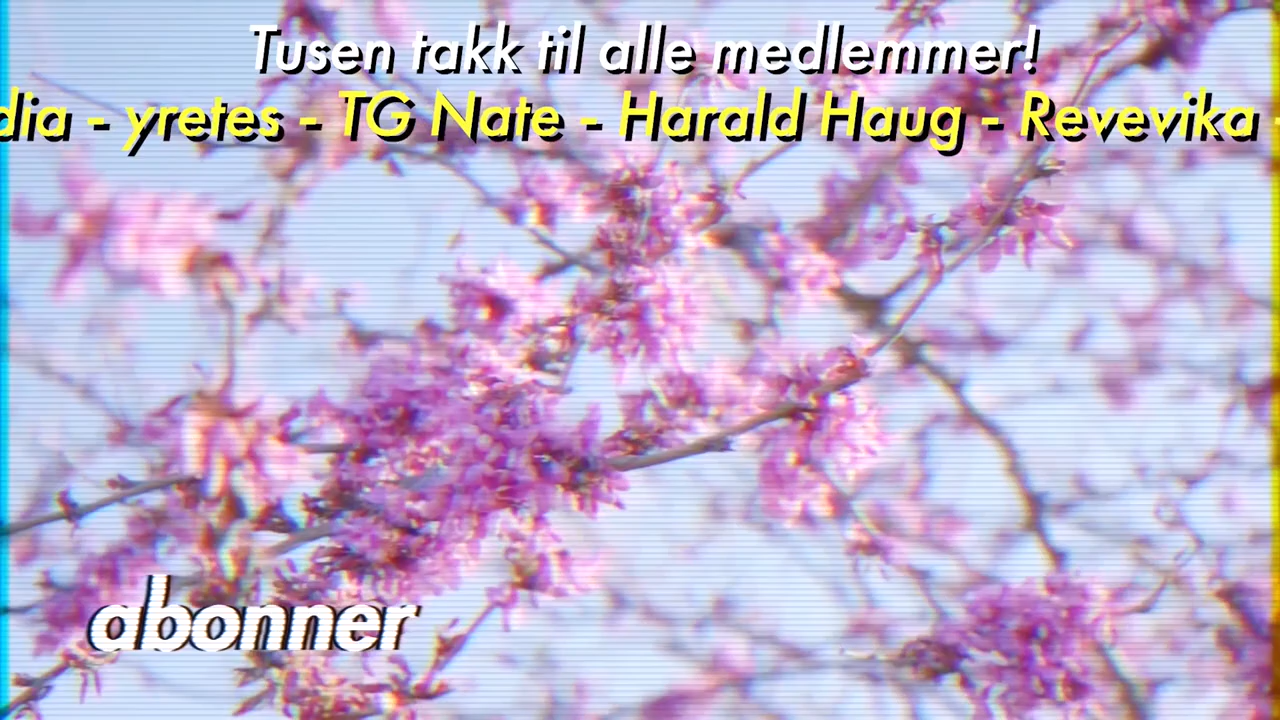 Tusen takk til alle medlemmer!
dia - yretes - TG Nate - Harald Haug - Revevika -
abonner